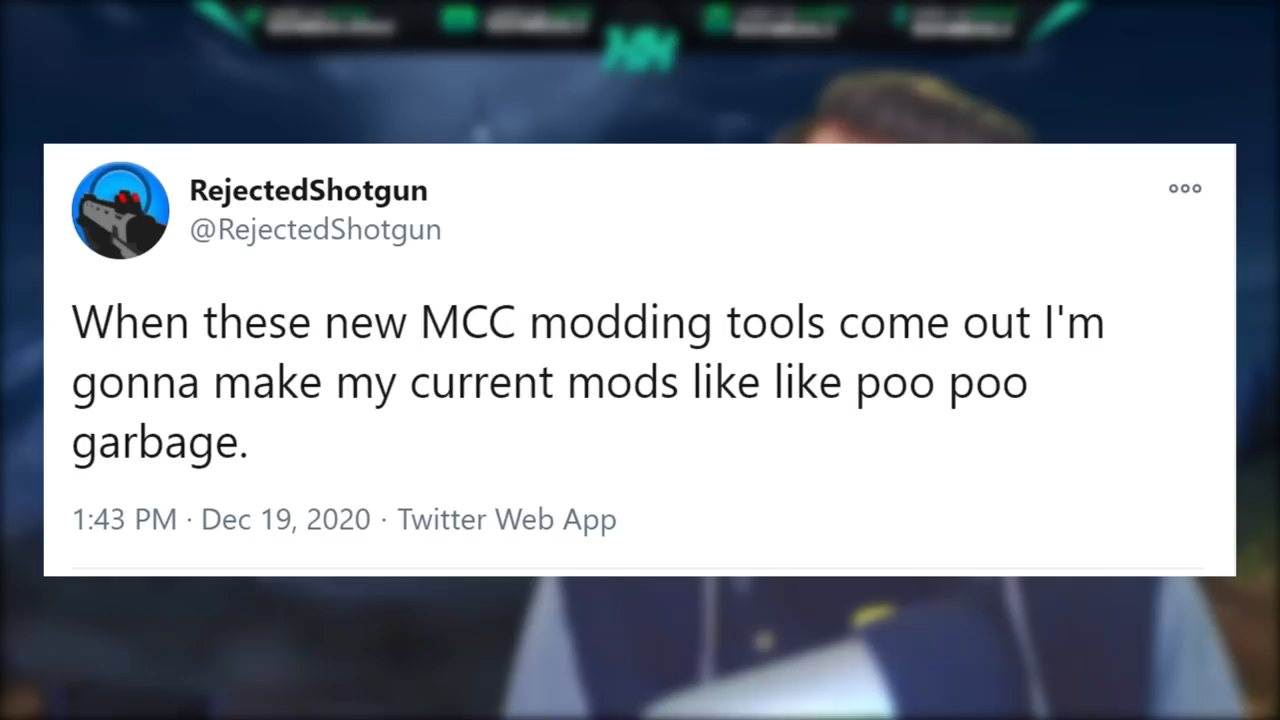 RejectedShotgun
@RejectedShotgun
When these new MCC modding tools come out I'm
gonna make my current mods like like poo poo
garbage.
1:43 PM · Dec 19, 2020 · Twitter Web App